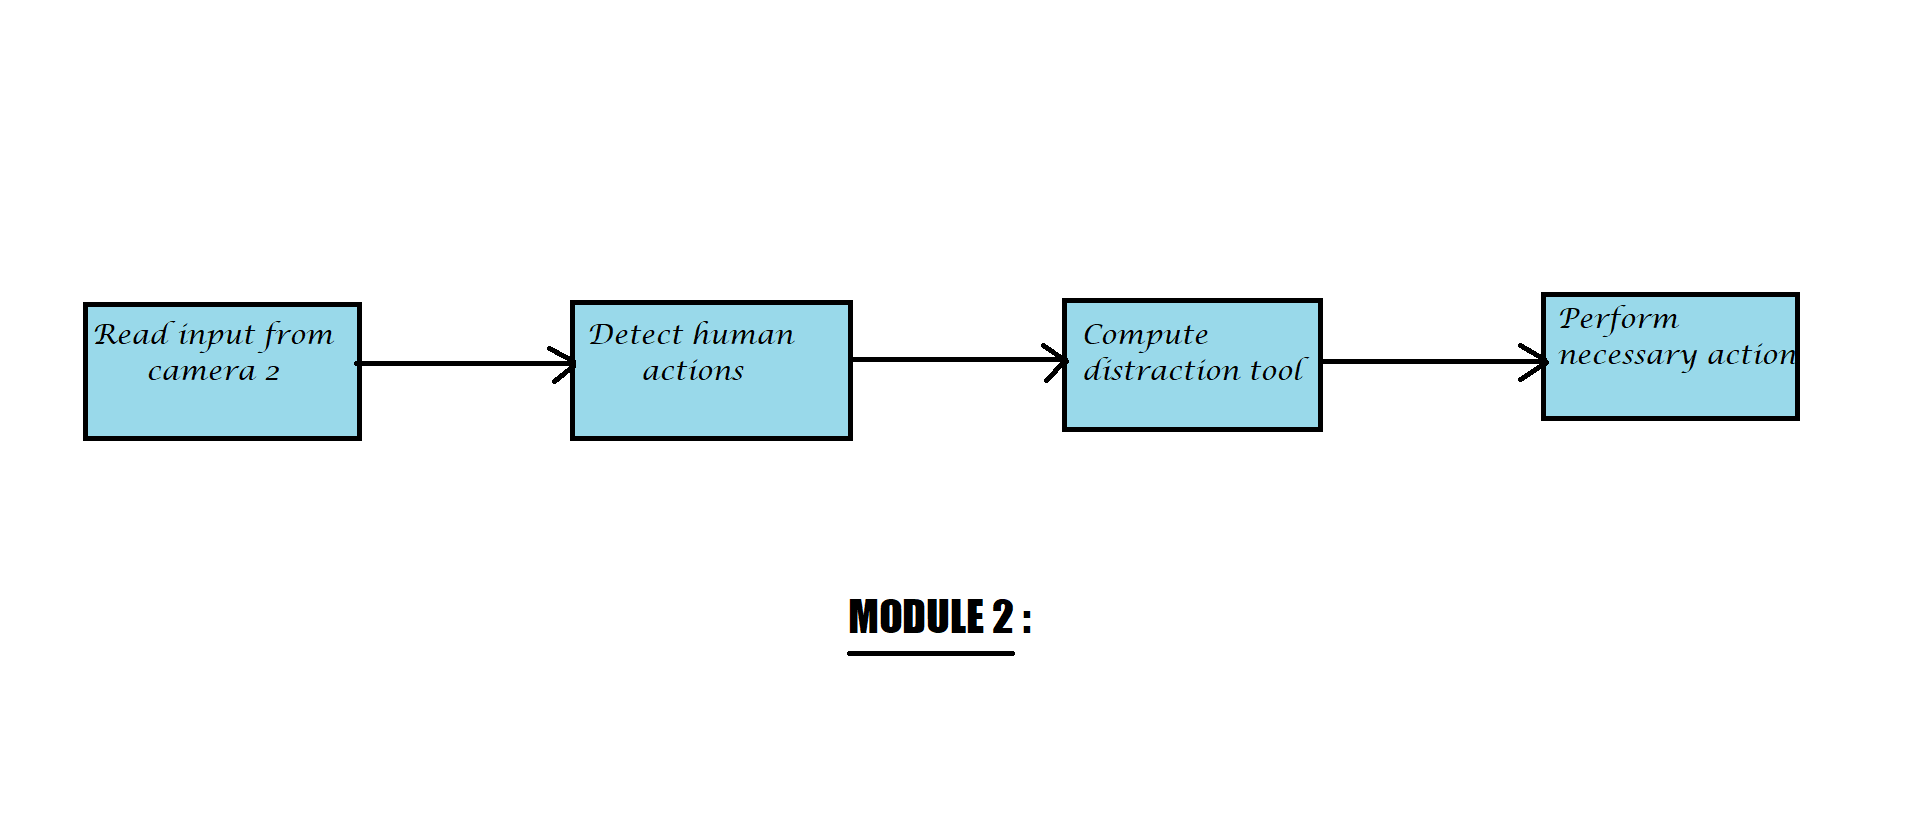 Read input from
camera 2
Detect human
actions
Compute
distraction tool
Perform
necessary action
MODULE 2 :